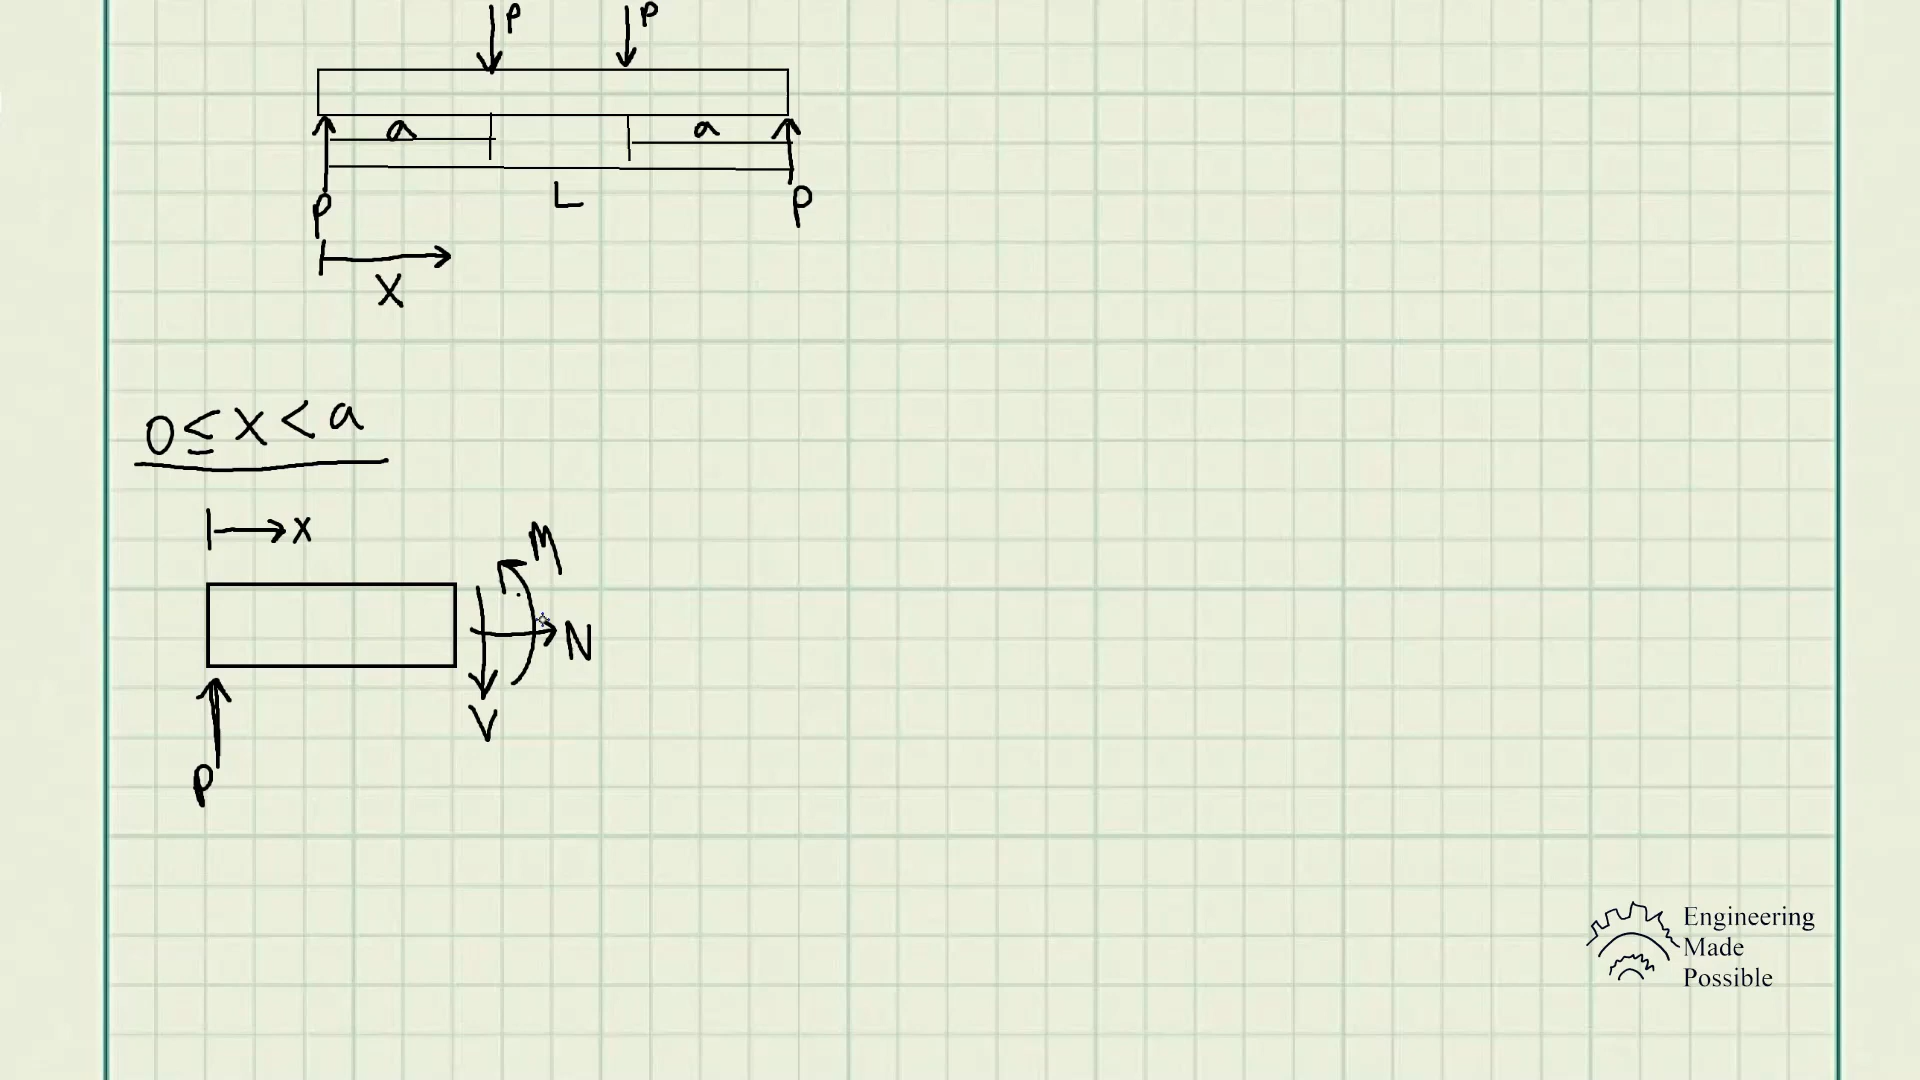 P P
a a
P L P
X
0 ≤ x < a
x
M
N
V
P
Engineering
Made
Possible